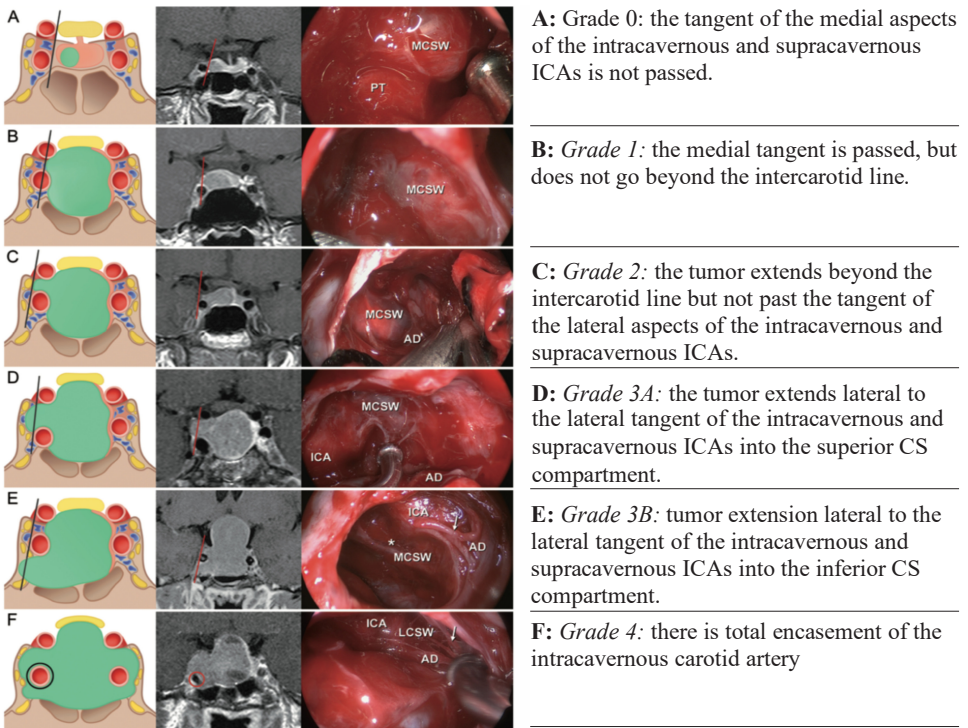 A
MCSW
PT
A: Grade 0: the tangent of the medial aspects
of the intracavernous and supracavernous
ICAs is not passed.
B
MCSW
B: Grade 1: the medial tangent is passed, but
does not go beyond the intercarotid line.
C
MCSW
AD
C: Grade 2: the tumor extends beyond the
intercarotid line but not past the tangent of
the lateral aspects of the intracavernous and
supracavernous ICAs.
D
MCSW
ICA
AD
D: Grade 3A: the tumor extends lateral to
the lateral tangent of the intracavernous and
supracavernous ICAs into the superior CS
compartment.
E
ICA
*
MCSW
AD
E: Grade 3B: tumor extension lateral to the
lateral tangent of the intracavernous and
supracavernous ICAs into the inferior CS
compartment.
F
ICA
LCSW
AD
F: Grade 4: there is total encasement of the
intracavernous carotid artery